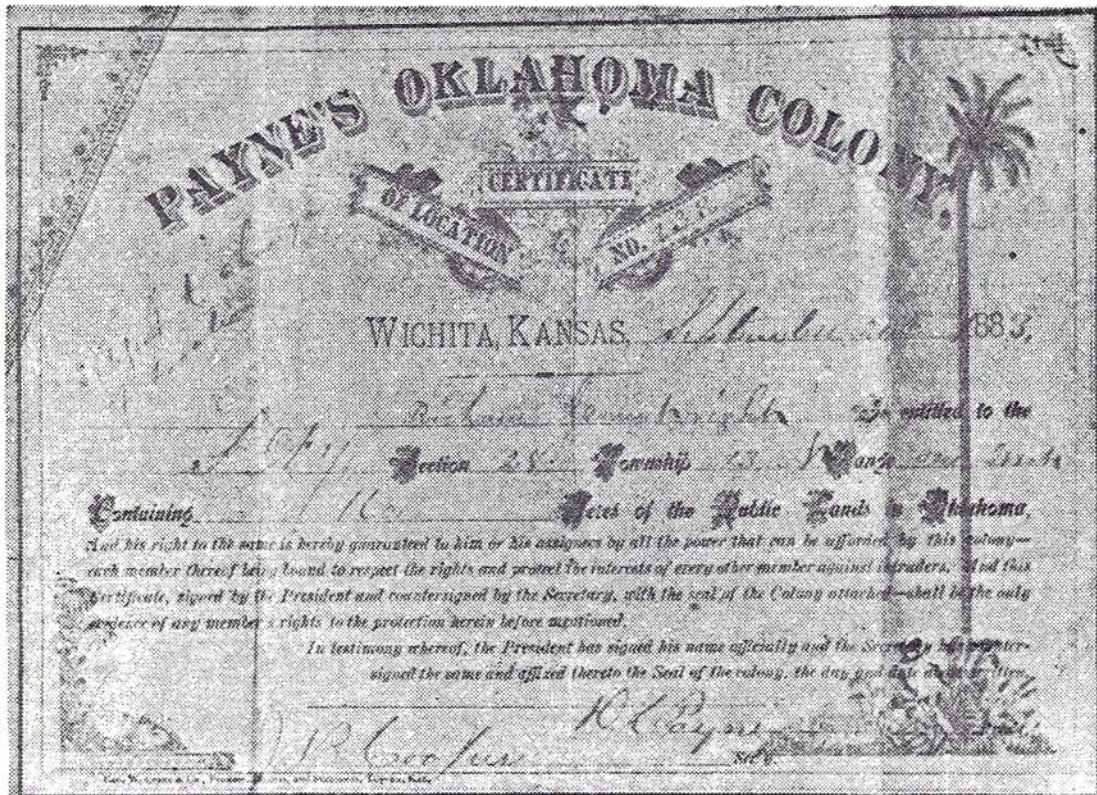 PAYNE'S OKLAHOMA COLONY.
CERTIFICATE
OF LOCATION NO.
WICHITA, KANSAS, 1883.
is entitled to the
Section 28 Township 13 Range
Containing 160 Acres of the Public Lands in Oklahoma,
And his right to the same is hereby guaranteed to him or his assignees by all the power that can be afforded by this colony—
each member thereof being bound to respect the rights and protect the interests of every other member against intruders. And this
Certificate, signed by the President and countersigned by the Secretary, with the seal of the Colony attached—shall be the only
evidence of any member's rights to the protection herein before mentioned.
In testimony whereof, the President has signed his name officially and the Secretary has counter-
signed the same and affixed thereto the Seal of the colony, the day and date above written.
Payne
Cooper Sec'y.